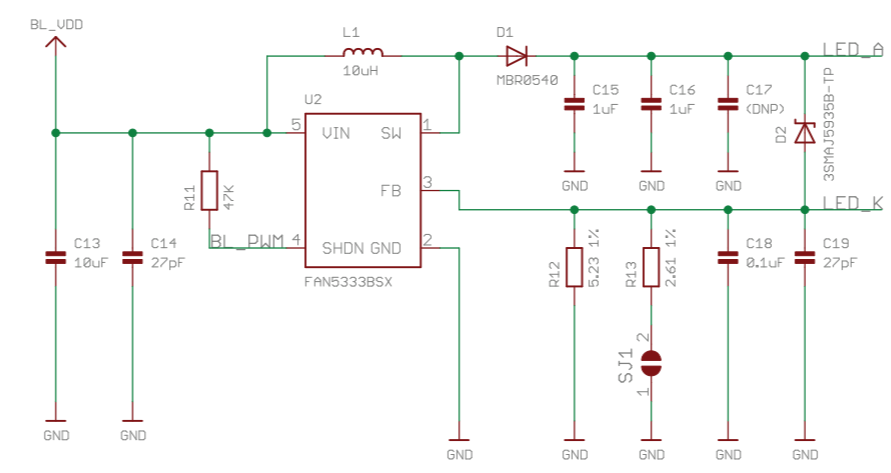 BL_VDD
L1
10uH
D1
MBR0540
LED_A
U2
5
VIN
SW
1
FB
3
4
SHDN
GND
2
FAN5333BSX
R11
47K
BL_PWM
C13
10uF
C14
27pF
C15
1uF
C16
1uF
C17
(DNP)
D2
3SMAJ5935B-TP
GND
GND
GND
LED_K
R12
5.23 1%
R13
2.61 1%
C18
0.1uF
C19
27pF
SJ1
2
1
GND
GND
GND
GND
GND
GND
GND